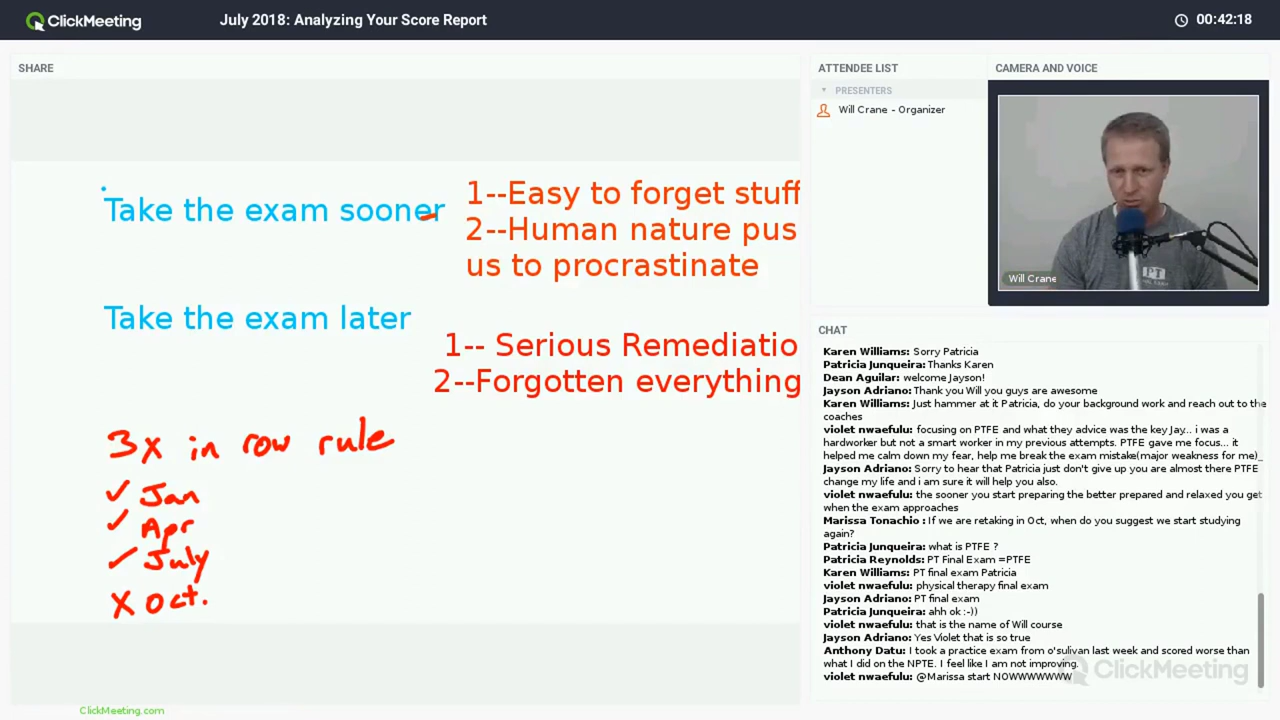 ClickMeeting
July 2018: Analyzing Your Score Report
00:42:18
SHARE
Take the exam sooner
1--Easy to forget stuff
2--Human nature pus
us to procrastinate
Take the exam later
1-- Serious Remediatio
2--Forgotten everything
3x in row rule
✓ Jan
✓ Apr
✓ July
X Oct.
ClickMeeting.com
ATTENDEE LIST
PRESENTERS
Will Crane - Organizer
CAMERA AND VOICE
PT
Will Crane
CHAT
Karen Williams: Sorry Patricia
Patricia Junqueira: Thanks Karen
Dean Aguilar: welcome Jayson!
Jayson Adriano: Thank you Will you guys are awesome
Karen Williams: Just hammer at it Patricia, do your background work and reach out to the
coaches
violet nwaefulu: focusing on PTFE and what they advice was the key Jay... i was a
hardworker but not a smart worker in my previous attempts. PTFE gave me focus... it
helped me calm down my fear, help me break the exam mistake(major weakness for me)_
Jayson Adriano: Sorry to hear that Patricia just don't give up you are almost there PTFE
change my life and i am sure it will help you also.
violet nwaefulu: the sooner you start preparing the better prepared and relaxed you get
when the exam approaches
Marissa Tonachio : If we are retaking in Oct, when do you suggest we start studying
again?
Patricia Junqueira: what is PTFE ?
Patricia Reynolds: PT Final Exam =PTFE
Karen Williams: PT final exam Patricia
violet nwaefulu: physical therapy final exam
Jayson Adriano: PT final exam
Patricia Junqueira: ahh ok :-))
violet nwaefulu: that is the name of Will course
Jayson Adriano: Yes Violet that is so true
Anthony Datu: I took a practice exam from o'sulivan last week and scored worse than
what I did on the NPTE. I feel like I am not improving.
violet nwaefulu: @Marissa start NOWWWWWWW
ClickMeeting